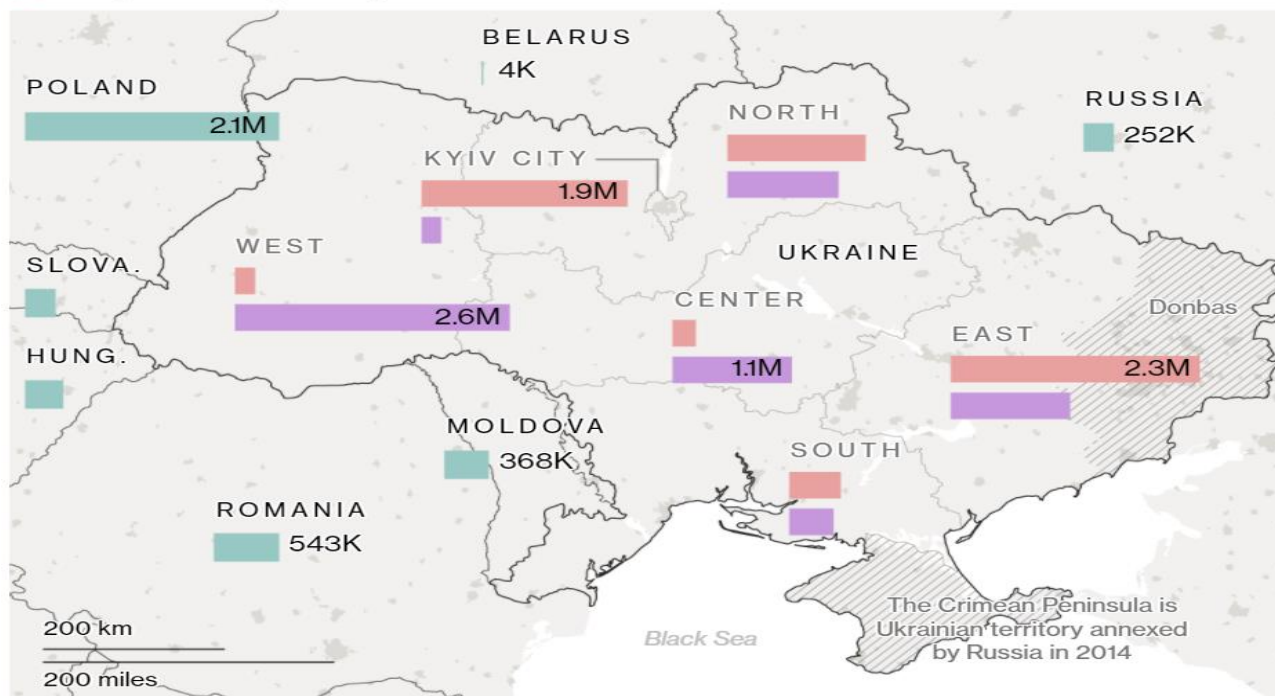 BELARUS
4K
POLAND
2.1M
RUSSIA
252K
NORTH
KYIV CITY
1.9M
WEST
2.6M
UKRAINE
SLOVA.
CENTER
1.1M
Donbas
EAST
2.3M
HUNG.
MOLDOVA
368K
SOUTH
ROMANIA
543K
200 km
200 miles
Black Sea
The Crimean Peninsula is
Ukrainian territory annexed
by Russia in 2014